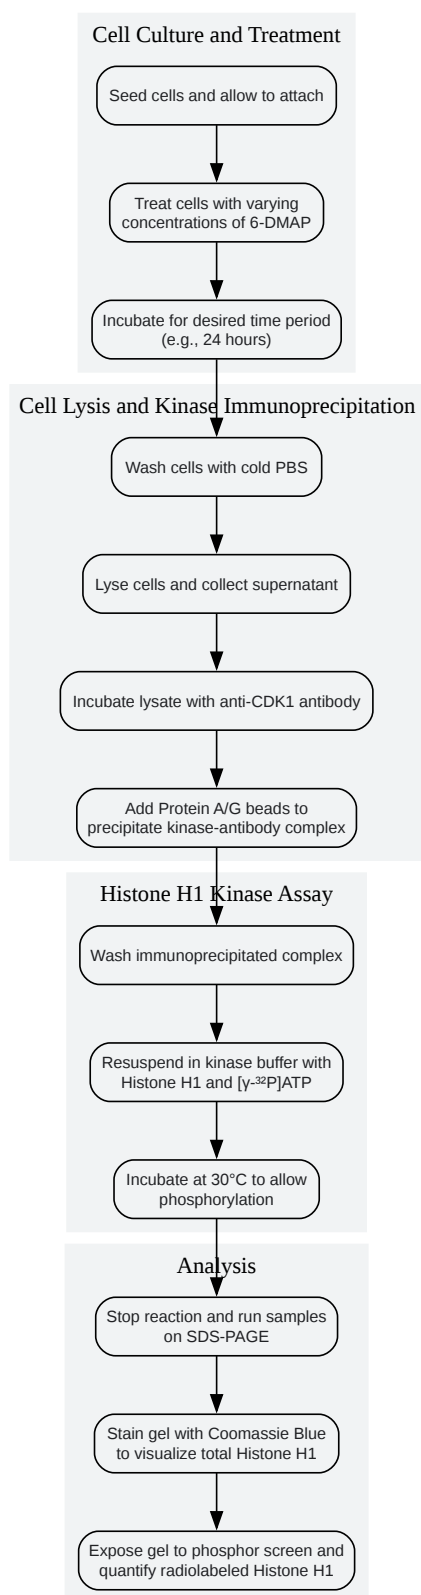 Cell Culture and Treatment
Seed cells and allow to attach
Treat cells with varying
concentrations of 6-DMAP
Incubate for desired time period
(e.g., 24 hours)
Cell Lysis and Kinase Immunoprecipitation
Wash cells with cold PBS
Lyse cells and collect supernatant
Incubate lysate with anti-CDK1 antibody
Add Protein A/G beads to
precipitate kinase-antibody complex
Histone H1 Kinase Assay
Wash immunoprecipitated complex
Resuspend in kinase buffer with
Histone H1 and [γ-³²P]ATP
Incubate at 30°C to allow
phosphorylation
Analysis
Stop reaction and run samples
on SDS-PAGE
Stain gel with Coomassie Blue
to visualize total Histone H1
Expose gel to phosphor screen and
quantify radiolabeled Histone H1